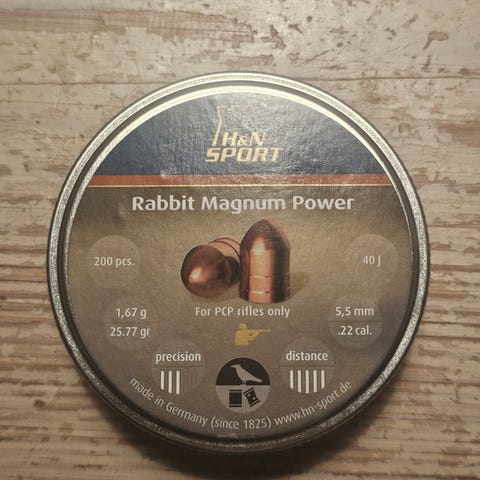 H&N
SPORT
Rabbit Magnum Power
200 pcs.
40 J
1,67 g
25.77 gr
For PCP rifles only
5,5 mm
.22 cal.
precision
distance
made in Germany (since 1825) www.hn-sport.de